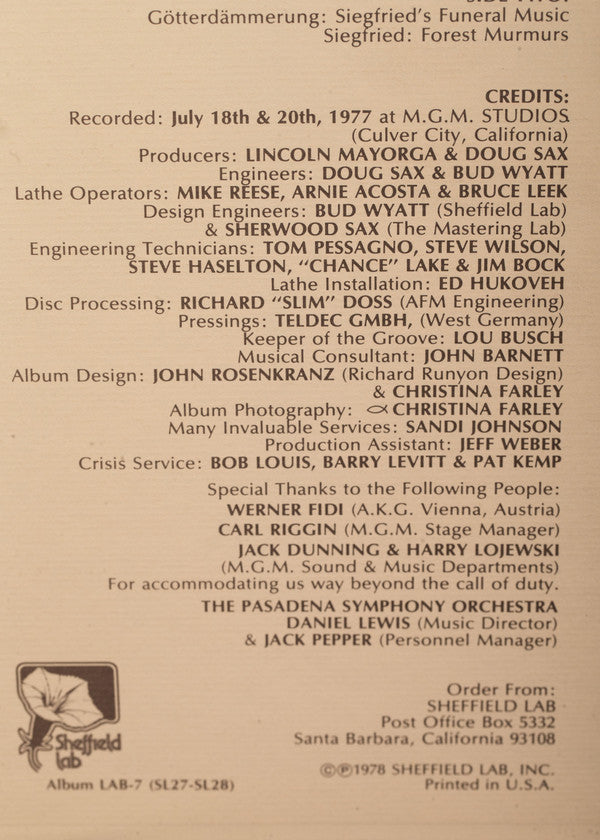 Götterdämmerung: Siegfried's Funeral Music
Siegfried: Forest Murmurs
CREDITS:
Recorded: July 18th & 20th, 1977 at M.G.M. STUDIOS
(Culver City, California)
Producers: LINCOLN MAYORGA & DOUG SAX
Engineers: DOUG SAX & BUD WYATT
Lathe Operators: MIKE REESE, ARNIE ACOSTA & BRUCE LEEK
Design Engineers: BUD WYATT (Sheffield Lab)
& SHERWOOD SAX (The Mastering Lab)
Engineering Technicians: TOM PESSAGNO, STEVE WILSON,
STEVE HASELTON, "CHANCE" LAKE & JIM BOCK
Lathe Installation: ED HUKOVEH
Disc Processing: RICHARD "SLIM" DOSS (AFM Engineering)
Pressings: TELDEC GMBH, (West Germany)
Keeper of the Groove: LOU BUSCH
Musical Consultant: JOHN BARNETT
Album Design: JOHN ROSENKRANZ (Richard Runyon Design)
& CHRISTINA FARLEY
Album Photography: CHRISTINA FARLEY
Many Invaluable Services: SANDI JOHNSON
Production Assistant: JEFF WEBER
Crisis Service: BOB LOUIS, BARRY LEVITT & PAT KEMP
Special Thanks to the Following People:
WERNER FIDI (A.K.G. Vienna, Austria)
CARL RIGGIN (M.G.M. Stage Manager)
JACK DUNNING & HARRY LOJEWSKI
(M.G.M. Sound & Music Departments)
For accommodating us way beyond the call of duty.
THE PASADENA SYMPHONY ORCHESTRA
DANIEL LEWIS (Music Director)
& JACK PEPPER (Personnel Manager)
Sheffield
Lab
Album LAB-7 (SL27-SL28)
Order From:
SHEFFIELD LAB
Post Office Box 5332
Santa Barbara, California 93108
©℗1978 SHEFFIELD LAB, INC.
Printed in U.S.A.